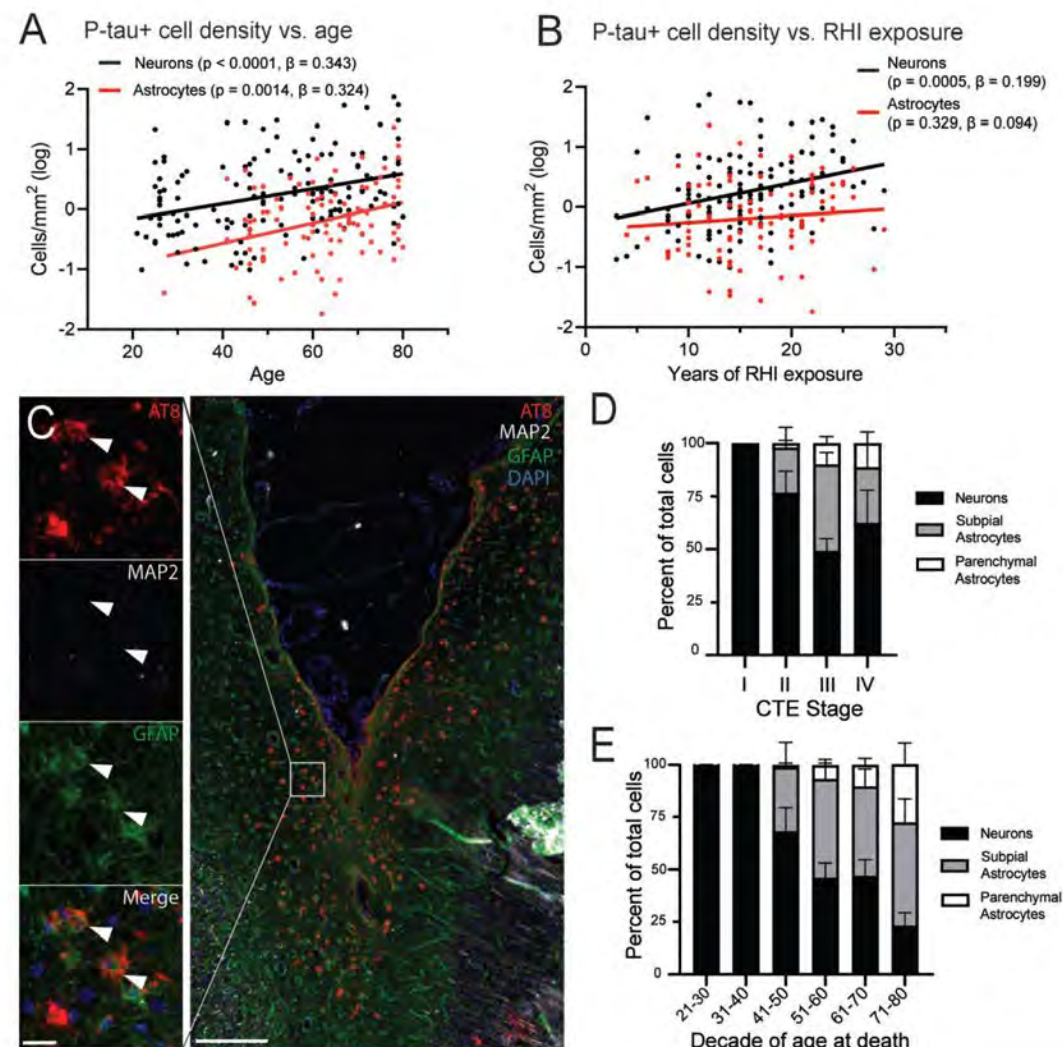 A
P-tau+ cell density vs. age
Neurons (p < 0.0001, β = 0.343)
Astrocytes (p = 0.0014, β = 0.324)
Cells/mm² (log)
2
1
0
-1
-2
20
40
60
80
Age
B
P-tau+ cell density vs. RHI exposure
Neurons
(p = 0.0005, β = 0.199)
Astrocytes
(p = 0.329, β = 0.094)
Cells/mm² (log)
2
1
0
-1
-2
0
10
20
30
Years of RHI exposure
C
AT8
MAP2
GFAP
Merge
AT8
MAP2
GFAP
DAPI
D
Percent of total cells
100
75
50
25
0
I
II
III
IV
CTE Stage
Neurons
Subpial
Astrocytes
Parenchymal
Astrocytes
E
Percent of total cells
100
75
50
25
0
21-30
31-40
41-50
51-60
61-70
71-80
Decade of age at death
Neurons
Subpial
Astrocytes
Parenchymal
Astrocytes